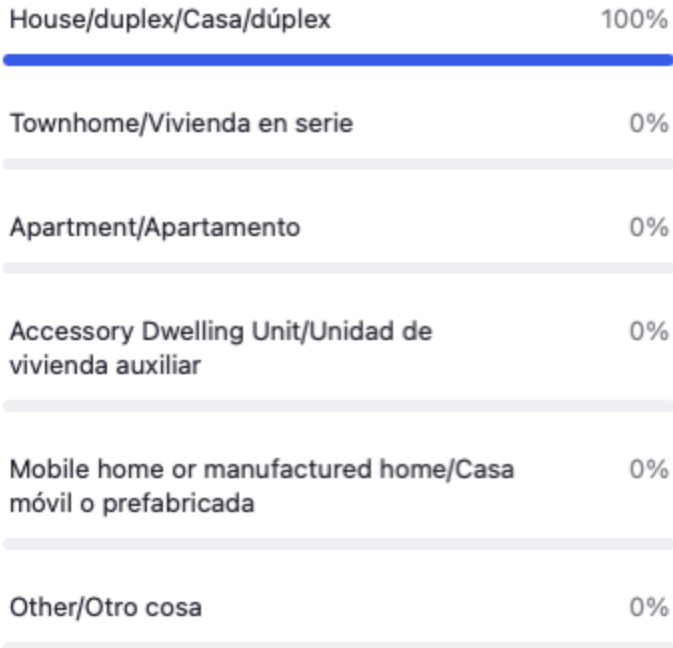 House/duplex/Casa/dúplex 100%
Townhome/Vivienda en serie 0%
Apartment/Apartamento 0%
Accessory Dwelling Unit/Unidad de 0%
vivienda auxiliar
Mobile home or manufactured home/Casa 0%
móvil o prefabricada
Other/Otro cosa 0%